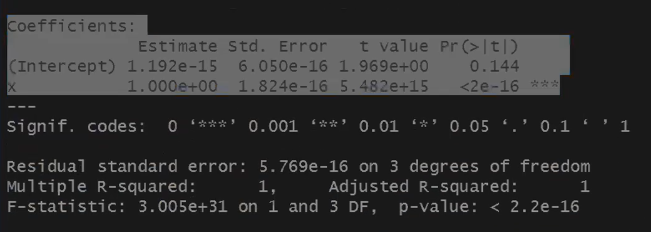 Coefficients:
Estimate Std. Error t value Pr(>|t|)
(Intercept) 1.192e-15 6.050e-16 1.969e+00 0.144
x 1.000e+00 1.824e-16 5.482e+15 <2e-16 ***
---
Signif. codes: 0 ‘***’ 0.001 ‘**’ 0.01 ‘*’ 0.05 ‘.’ 0.1 ‘ ’ 1
Residual standard error: 5.769e-16 on 3 degrees of freedom
Multiple R-squared: 1, Adjusted R-squared: 1
F-statistic: 3.005e+31 on 1 and 3 DF, p-value: < 2.2e-16